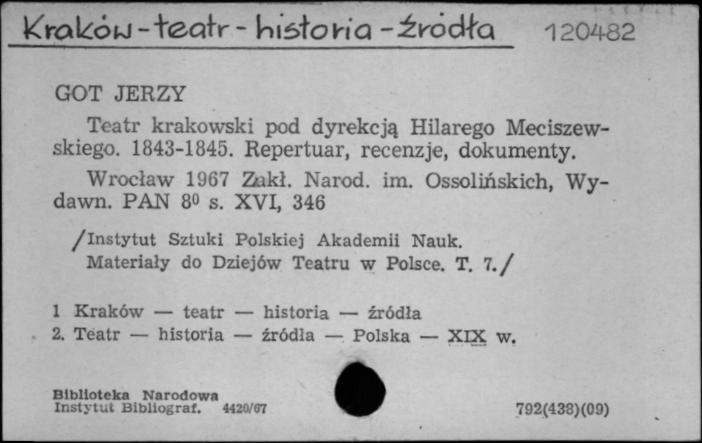 Kraków - teatr - historia - źródła 120482
GOT JERZY
Teatr krakowski pod dyrekcją Hilarego Meciszew-
skiego. 1843-1845. Repertuar, recenzje, dokumenty.
Wrocław 1967 Zakł. Narod. im. Ossolińskich, Wy-
dawn. PAN 8⁰ s. XVI, 346
/Instytut Sztuki Polskiej Akademii Nauk.
Materiały do Dziejów Teatru w Polsce. T. 7./
1 Kraków — teatr — historia — źródła
2. Teatr — historia — źródła — Polska — XIX w.
Biblioteka Narodowa
Instytut Bibliograf. 4420/67 792(438)(09)